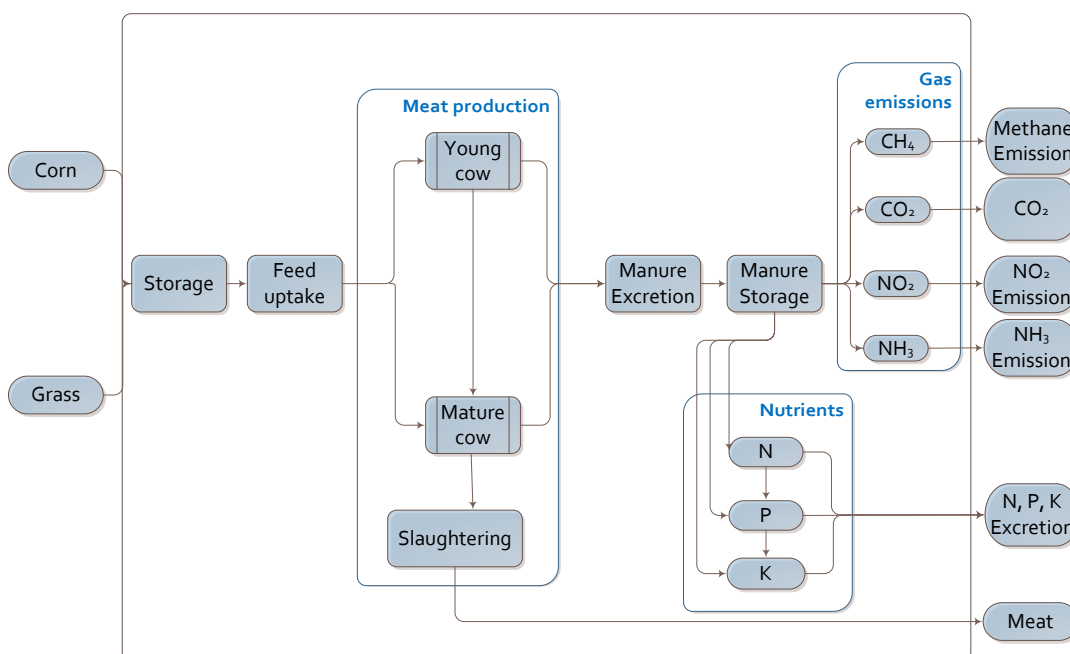 Gas
emissions
Meat production
Methane
Emission
CH₄
Young
cow
Corn
CO₂
CO₂
Storage
Feed
uptake
Manure
Excretion
Manure
Storage
NO₂
NO₂
Emission
NH₃
NH₃
Emission
Grass
Mature
cow
Nutrients
N
P
K
N, P, K
Excretion
Slaughtering
Meat